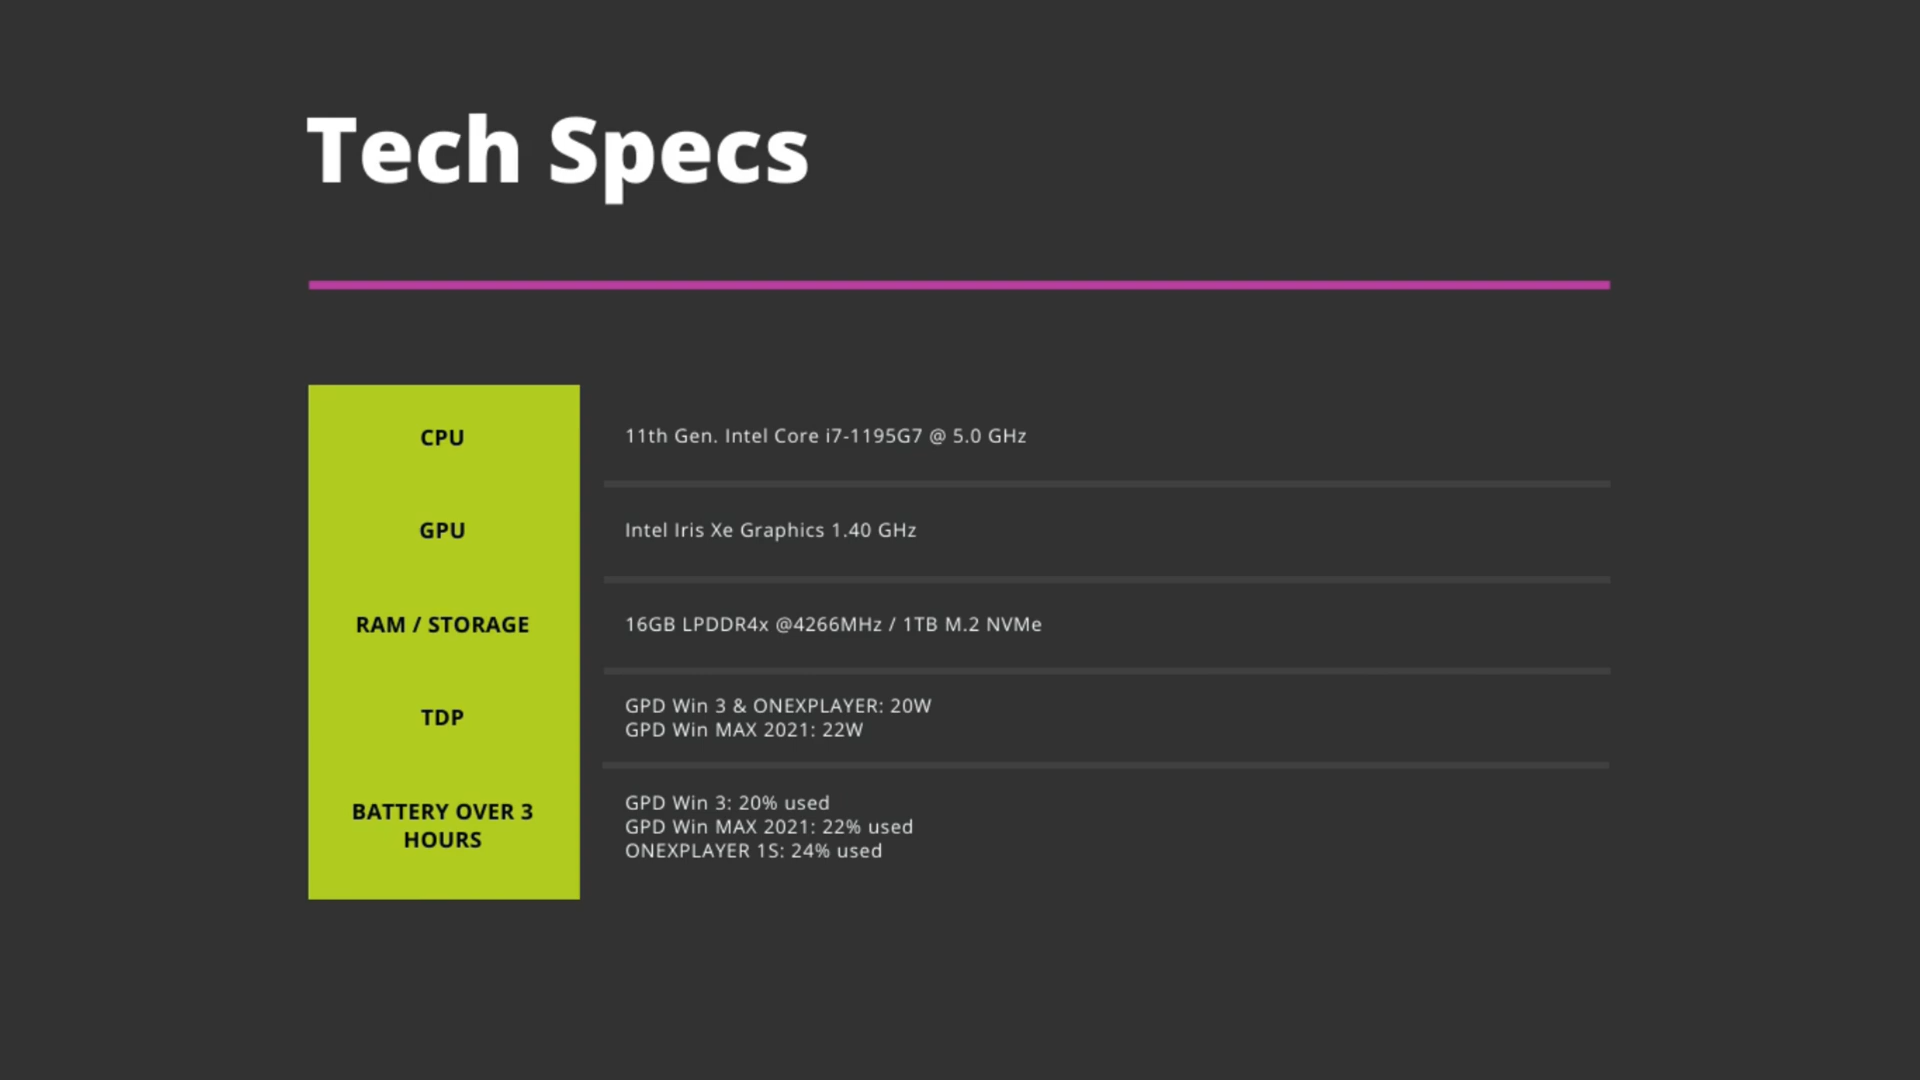 Tech Specs
CPU
11th Gen. Intel Core i7-1195G7 @ 5.0 GHz
GPU
Intel Iris Xe Graphics 1.40 GHz
RAM / STORAGE
16GB LPDDR4x @4266MHz / 1TB M.2 NVMe
TDP
GPD Win 3 & ONEXPLAYER: 20W
GPD Win MAX 2021: 22W
BATTERY OVER 3
HOURS
GPD Win 3: 20% used
GPD Win MAX 2021: 22% used
ONEXPLAYER 1S: 24% used